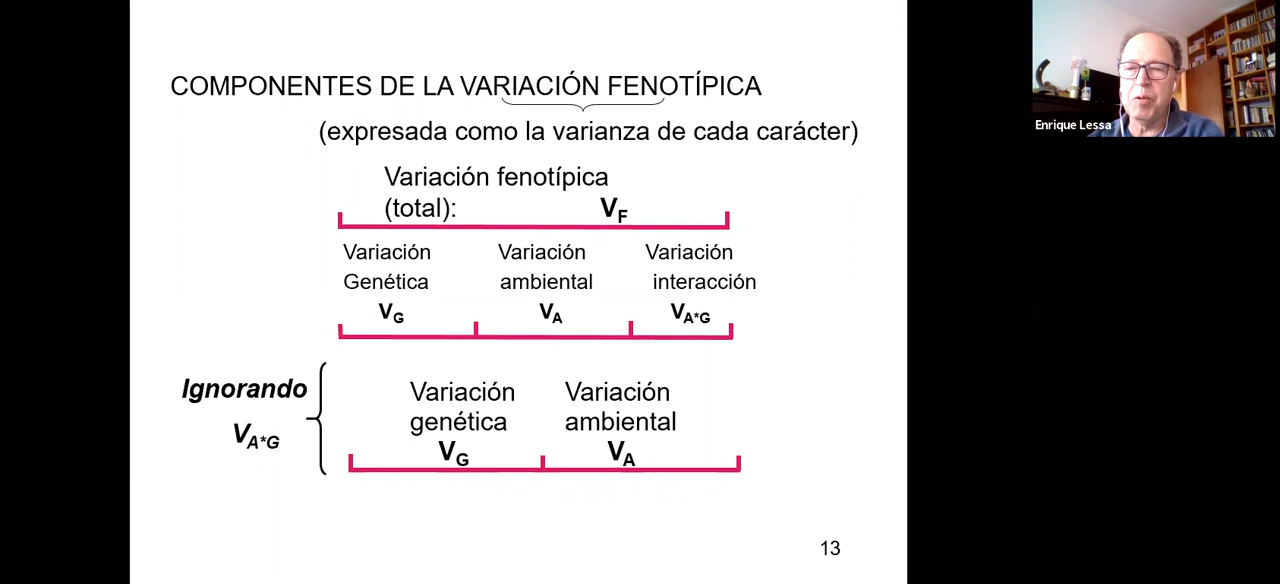 COMPONENTES DE LA VARIACIÓN FENOTÍPICA
(expresada como la varianza de cada carácter)
Variación fenotípica
(total): VF
Variación Variación Variación
Genética ambiental interacción
VG VA VA*G
Ignorando
VA*G
Variación Variación
genética ambiental
VG VA
13
Enrique Lessa